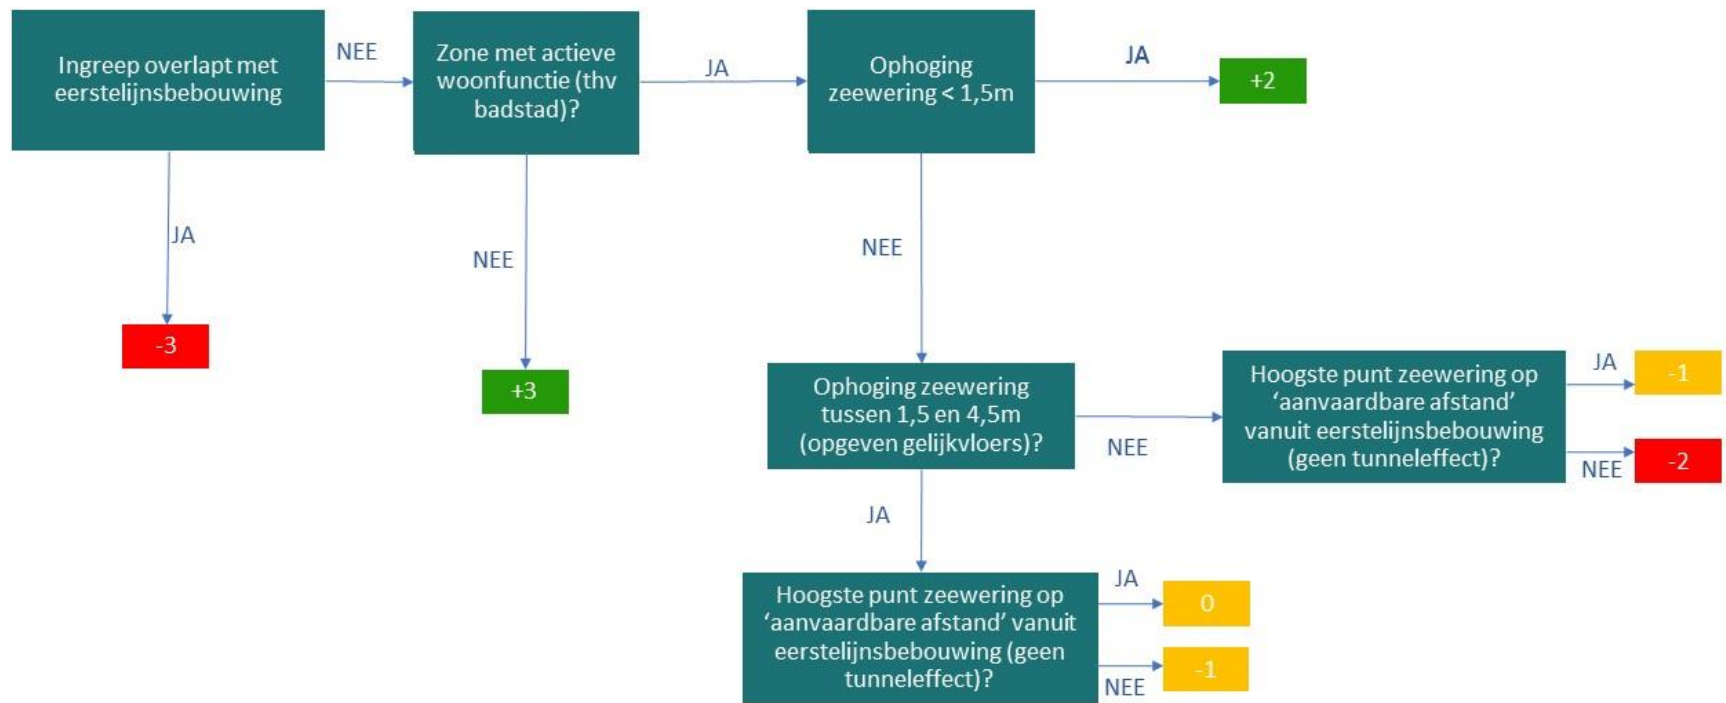 Ingreep overlapt met
eerstelijnsbebouwing
NEE
Zone met actieve
woonfunctie (thv
badstad)?
JA
Ophoging
zeewering < 1,5m
JA
+2
JA
NEE
NEE
-3
+3
Ophoging zeewering
tussen 1,5 en 4,5m
(opgeven gelijkvloers)?
NEE
Hoogste punt zeewering op
‘aanvaardbare afstand’
vanuit eerstelijnsbebouwing
(geen tunneleffect)?
JA
-1
NEE
-2
JA
Hoogste punt zeewering op
‘aanvaardbare afstand’ vanuit
eerstelijnsbebouwing (geen
tunneleffect)?
JA
0
NEE
-1